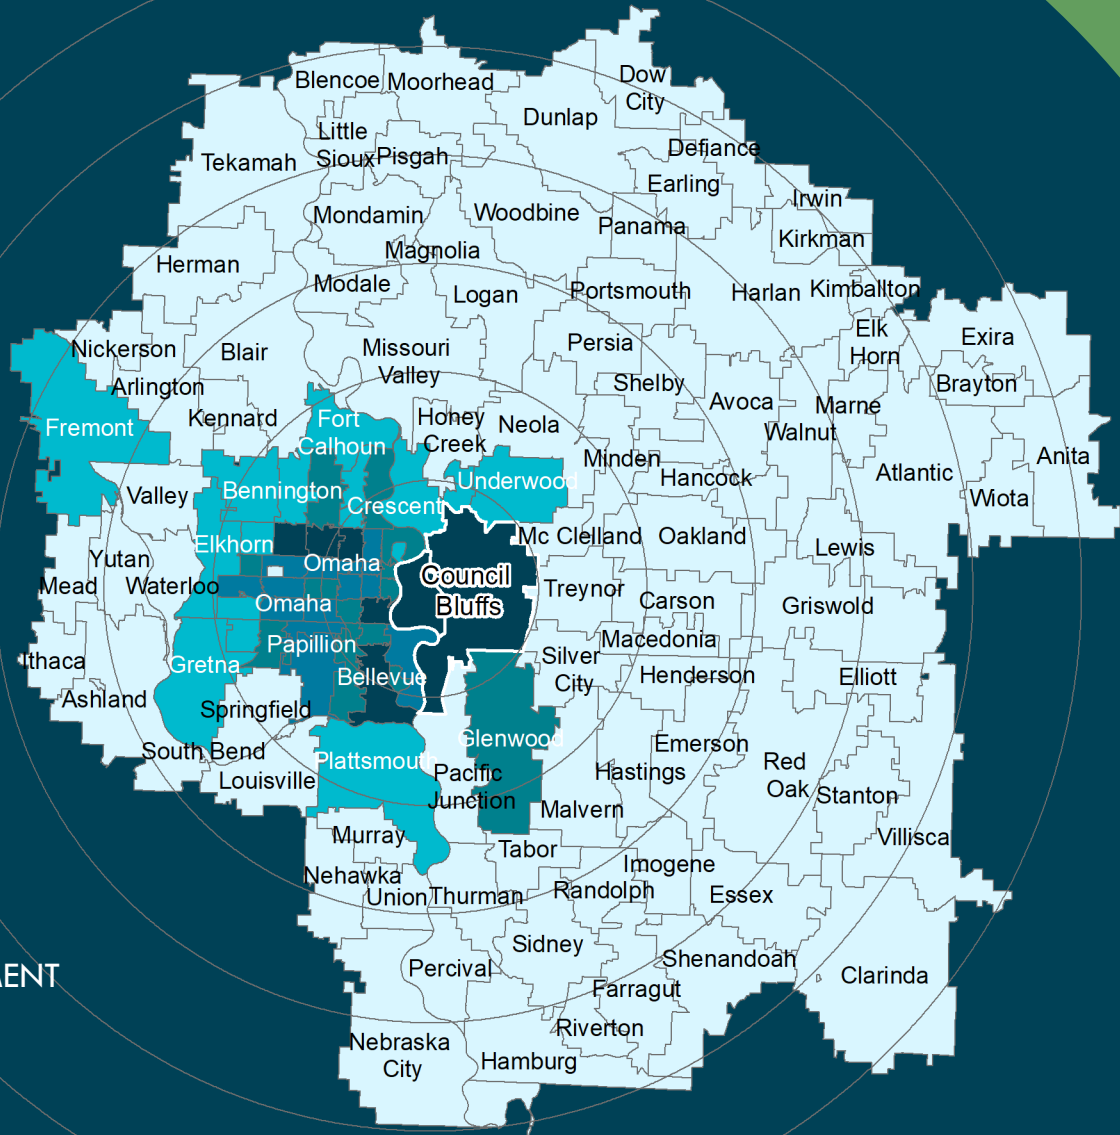 Blencoe
Moorhead
Dow
City
Dunlap
Little
Sioux
Pisgah
Defiance
Tekamah
Earling
Irwin
Mondamin
Woodbine
Panama
Kirkman
Magnolia
Herman
Modale
Logan
Portsmouth
Harlan
Kimballton
Elk
Horn
Exira
Nickerson
Blair
Missouri
Valley
Persia
Arlington
Shelby
Brayton
Avoca
Marne
Fremont
Kennard
Fort
Calhoun
Honey
Creek
Neola
Walnut
Minden
Anita
Valley
Bennington
Crescent
Underwood
Hancock
Atlantic
Wiota
Elkhorn
Omaha
Mc Clelland
Oakland
Lewis
Yutan
Mead
Waterloo
Council
Bluffs
Treynor
Omaha
Carson
Griswold
Papillion
Macedonia
Ithaca
Gretna
Bellevue
Silver
City
Henderson
Elliott
Ashland
Springfield
South Bend
Plattsmouth
Glenwood
Emerson
Louisville
Pacific
Junction
Hastings
Red
Oak
Stanton
Malvern
Murray
Villisca
Tabor
Nehawka
Imogene
Union
Thurman
Randolph
Essex
Sidney
Shenandoah
MENT
Percival
Farragut
Clarinda
Riverton
Nebraska
City
Hamburg